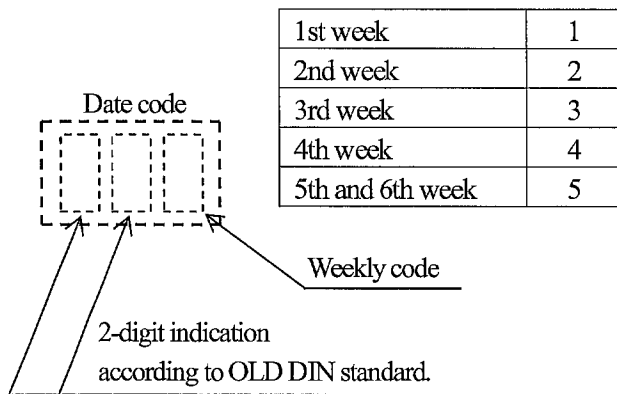 1st week 1
2nd week 2
3rd week 3
4th week 4
5th and 6th week 5
Date code
Weekly code
2-digit indication
according to OLD DIN standard.